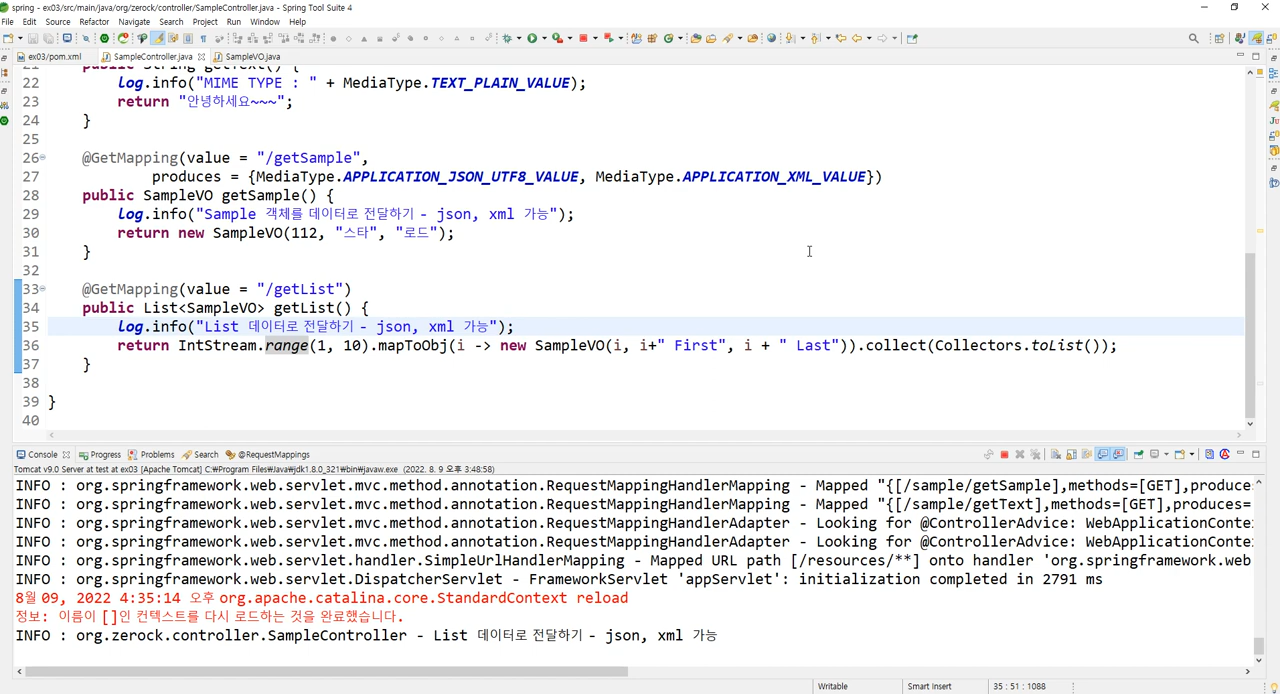 spring - ex03/src/main/java/org/zerock/controller/SampleController.java - Spring Tool Suite 4
File Edit Source Refactor Navigate Search Project Run Window Help
ex03/pom.xml SampleController.java SampleVO.java
21 public String getText() {
22 log.info("MIME TYPE : " + MediaType.TEXT_PLAIN_VALUE);
23 return "안녕하세요~~~";
24 }
25
26 @GetMapping(value = "/getSample",
27 produces = {MediaType.APPLICATION_JSON_UTF8_VALUE, MediaType.APPLICATION_XML_VALUE})
28 public SampleVO getSample() {
29 log.info("Sample 객체를 데이터로 전달하기 - json, xml 가능");
30 return new SampleVO(112, "스타", "로드");
31 }
32
33 @GetMapping(value = "/getList")
34 public List<SampleVO> getList() {
35 log.info("List 데이터로 전달하기 - json, xml 가능");
36 return IntStream.range(1, 10).mapToObj(i -> new SampleVO(i, i+" First", i + " Last")).collect(Collectors.toList());
37 }
38
39 }
40
Console Progress Problems Search @RequestMappings
Tomcat v9.0 Server at test at ex03 [Apache Tomcat] C:₩Program Files₩Java₩jdk1.8.0_321₩bin₩javaw.exe (2022. 8. 9 오후 3:48:58)
INFO : org.springframework.web.servlet.mvc.method.annotation.RequestMappingHandlerMapping - Mapped "{[/sample/getSample],methods=[GET],produce
INFO : org.springframework.web.servlet.mvc.method.annotation.RequestMappingHandlerMapping - Mapped "{[/sample/getText],methods=[GET],produces=
INFO : org.springframework.web.servlet.mvc.method.annotation.RequestMappingHandlerAdapter - Looking for @ControllerAdvice: WebApplicationConte
INFO : org.springframework.web.servlet.mvc.method.annotation.RequestMappingHandlerAdapter - Looking for @ControllerAdvice: WebApplicationConte
INFO : org.springframework.web.servlet.handler.SimpleUrlHandlerMapping - Mapped URL path [/resources/**] onto handler 'org.springframework.web
INFO : org.springframework.web.servlet.DispatcherServlet - FrameworkServlet 'appServlet': initialization completed in 2791 ms
8월 09, 2022 4:35:14 오후 org.apache.catalina.core.StandardContext reload
정보: 이름이 []인 컨텍스트를 다시 로드하는 것을 완료했습니다.
INFO : org.zerock.controller.SampleController - List 데이터로 전달하기 - json, xml 가능
Writable Smart Insert 35 : 51 : 1088